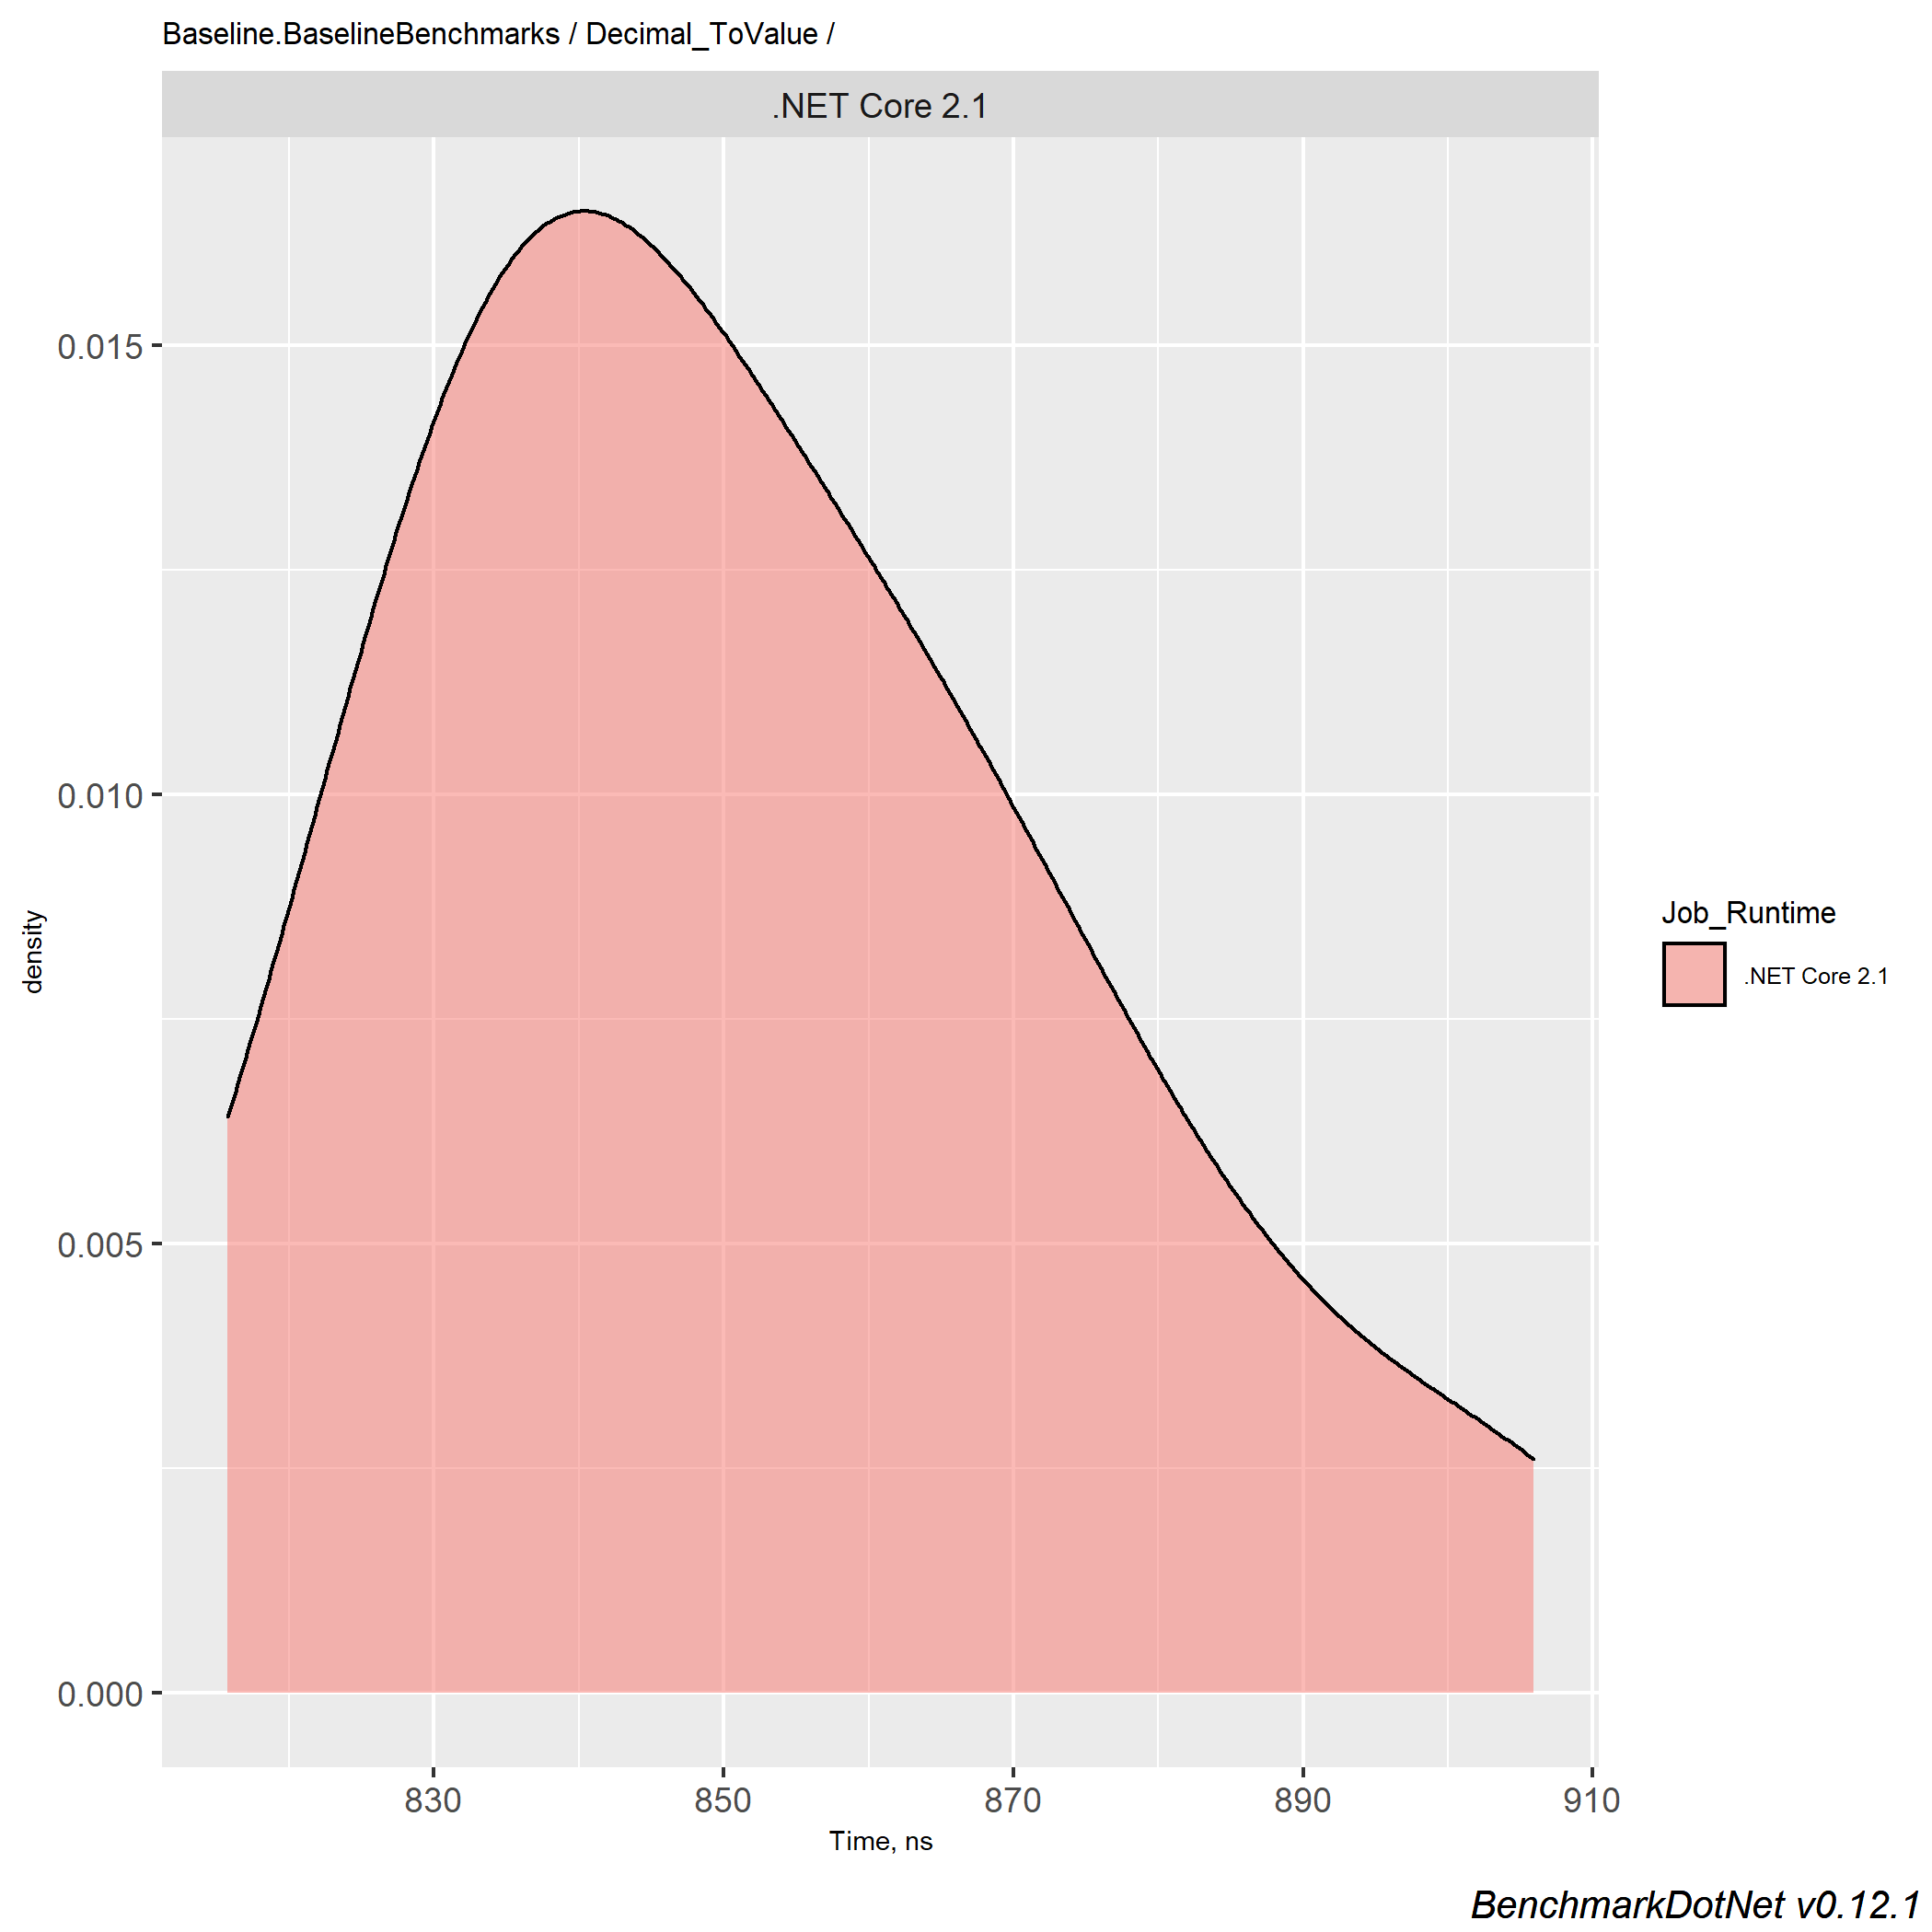 Baseline.BaselineBenchmarks / Decimal_ToValue /
.NET Core 2.1
0.015
0.010
0.005
0.000
density
830 850 870 890 910
Time, ns
Job_Runtime
.NET Core 2.1
BenchmarkDotNet v0.12.1